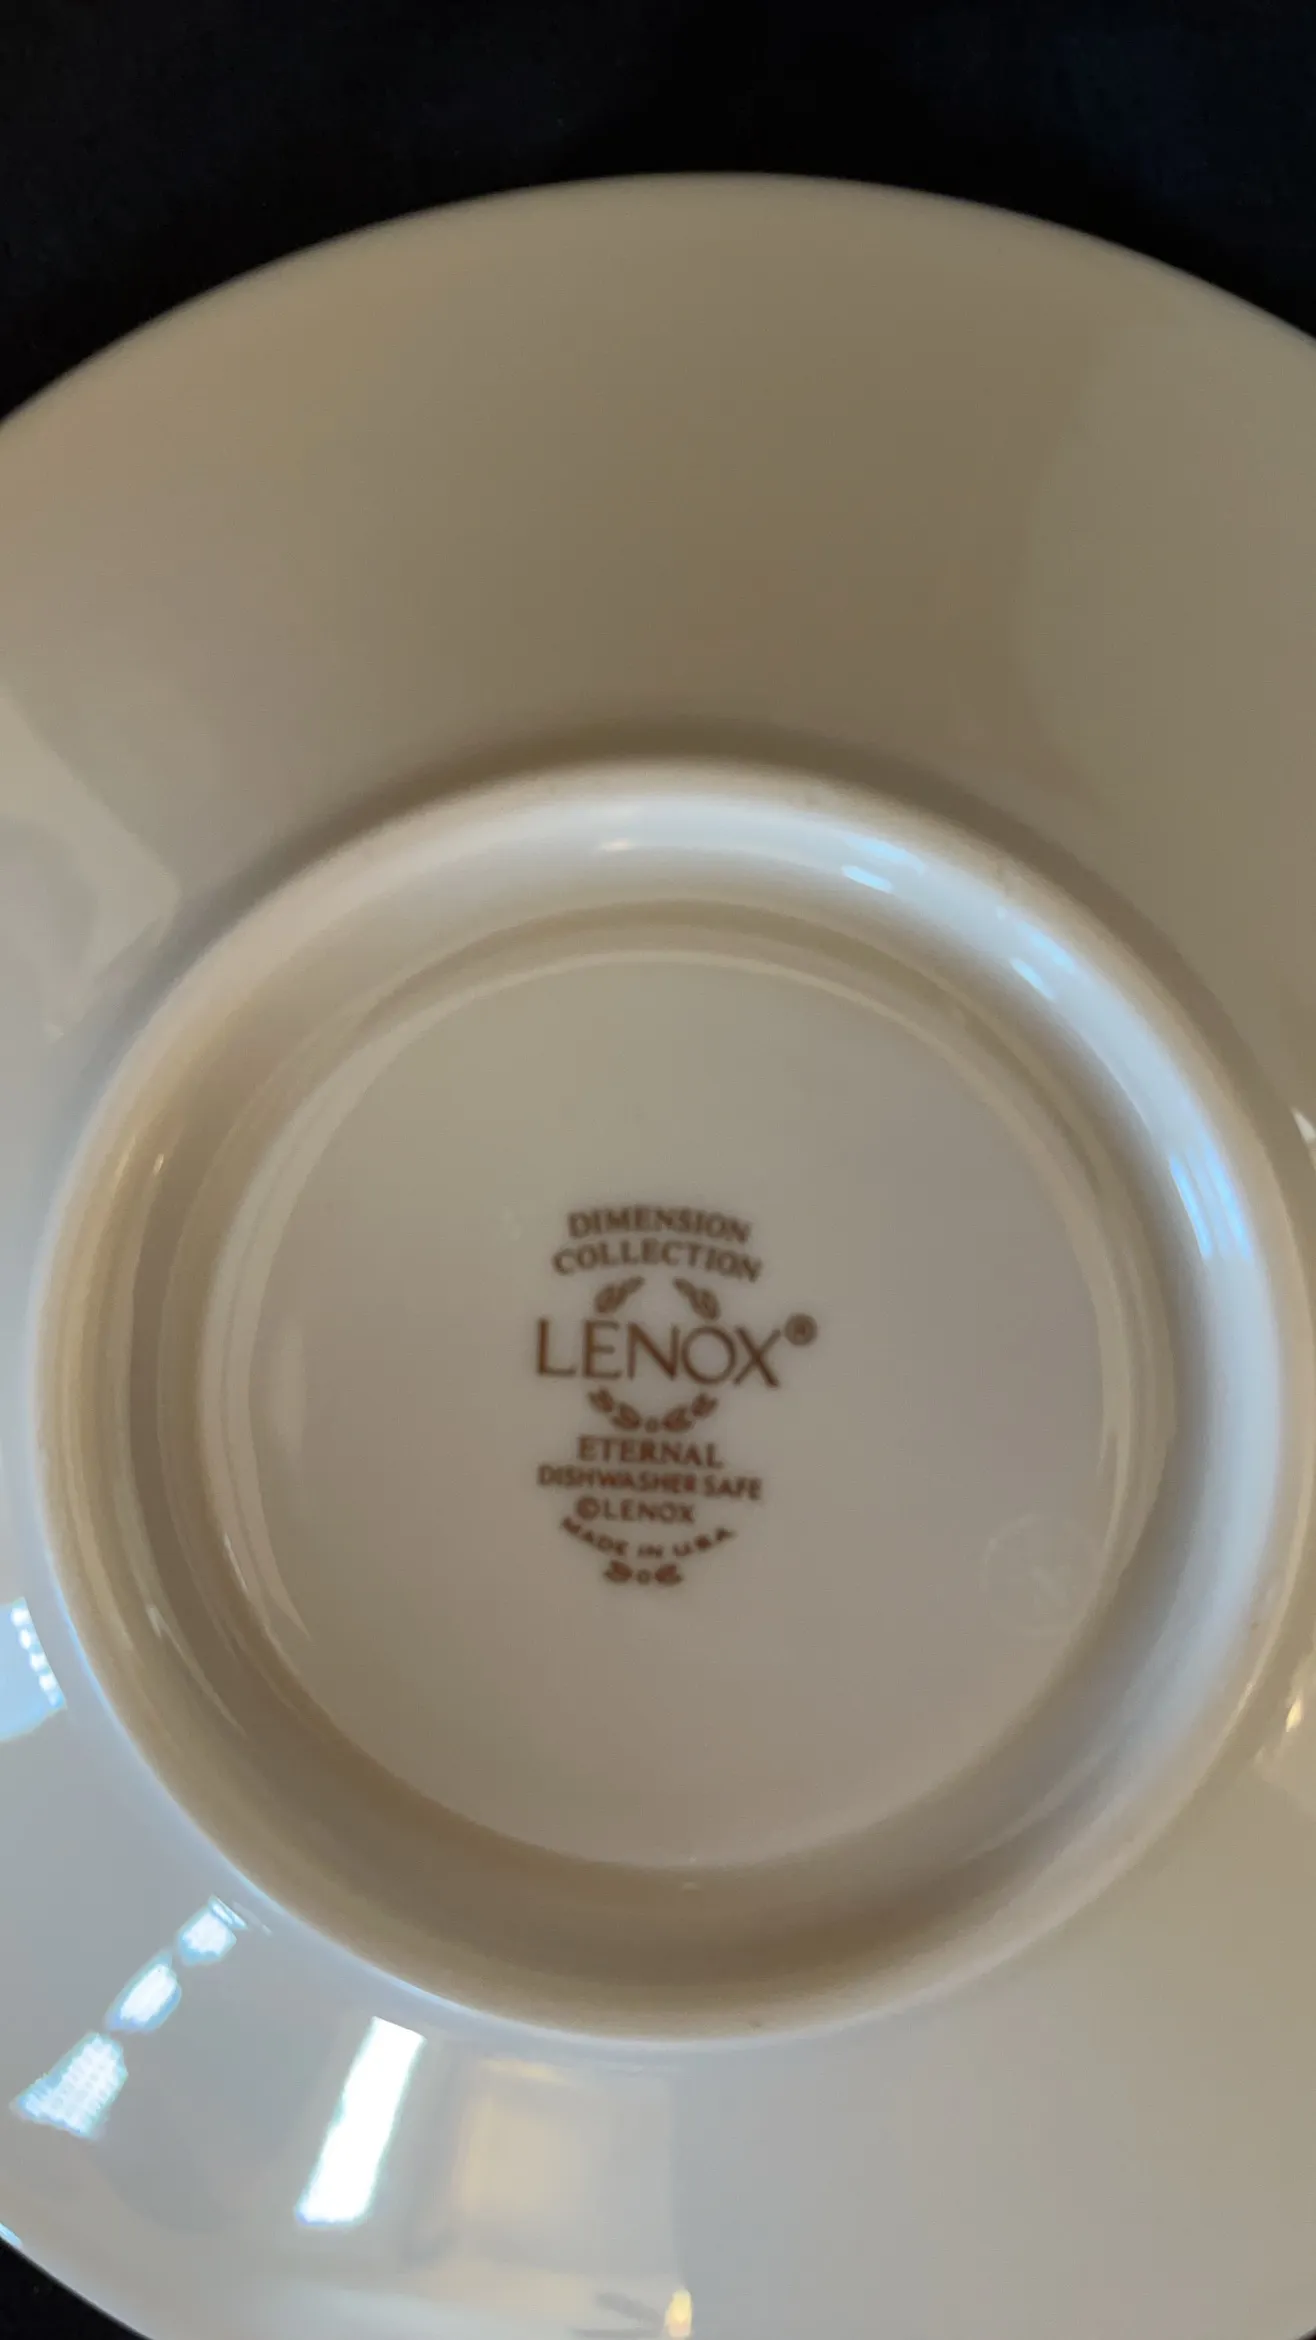 DIMENSION
COLLECTION
LENOX®
ETERNAL
DISHWASHER SAFE
©LENOX
MADE IN U.S.A.